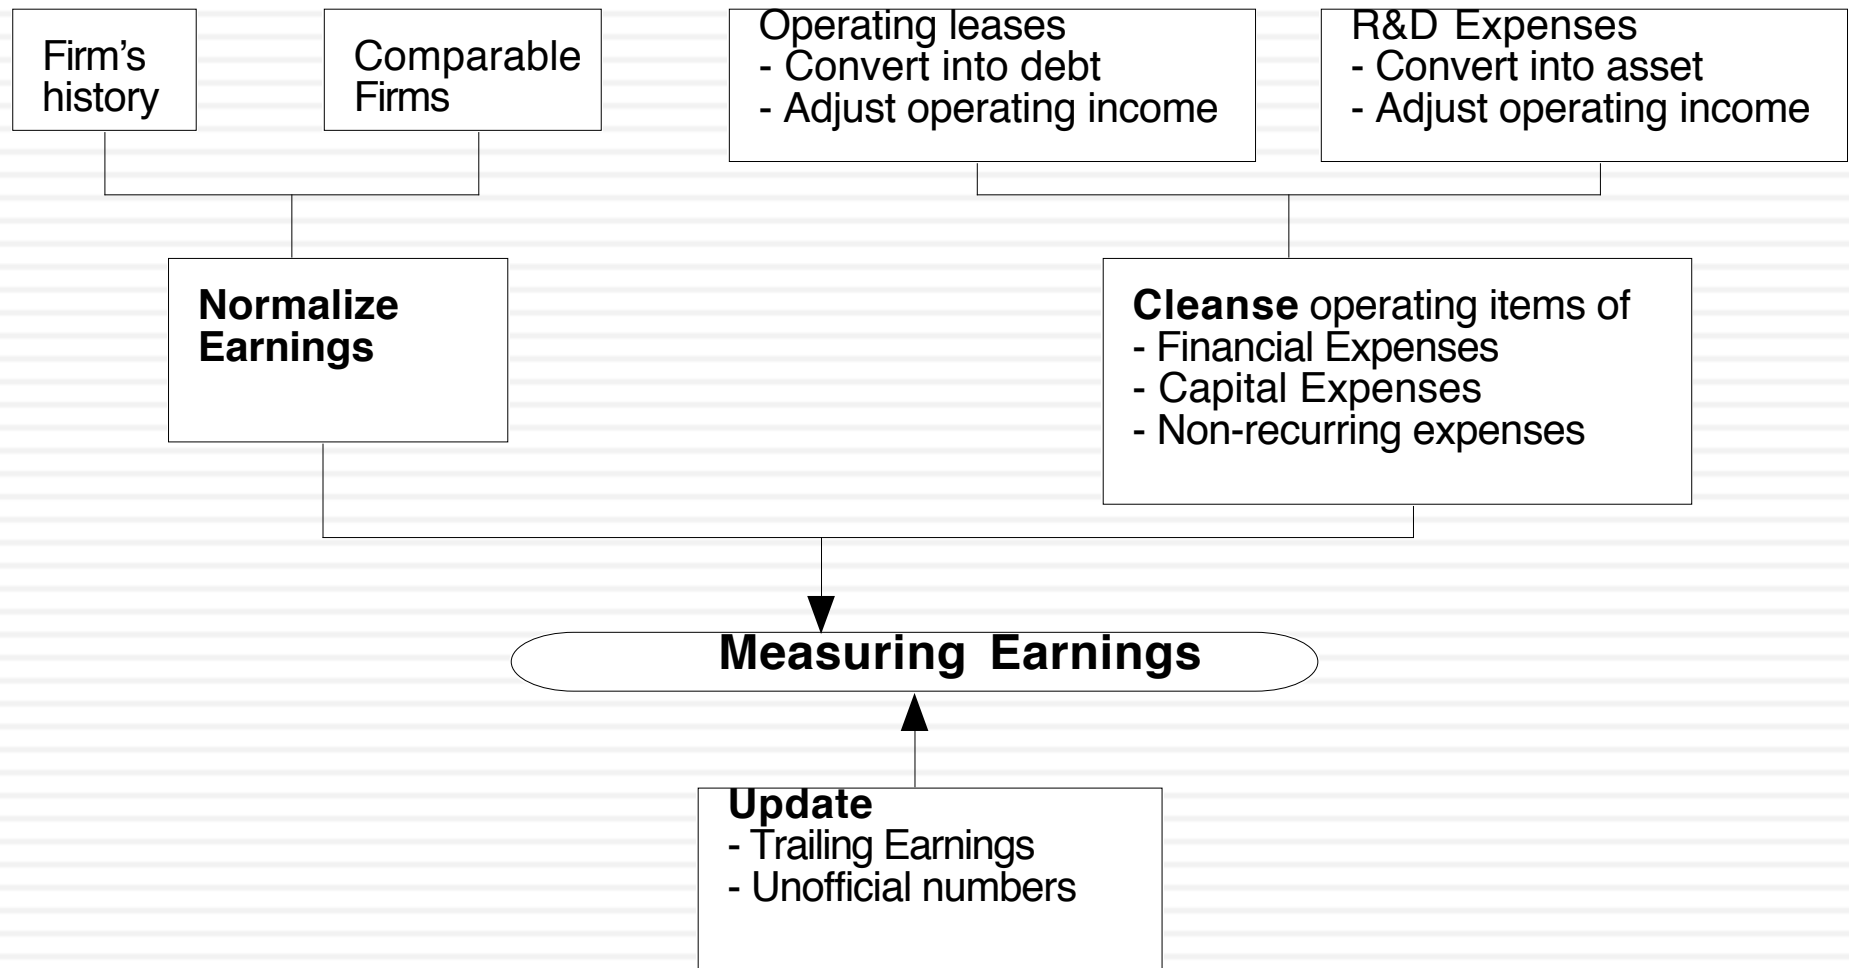 Firm’s
history
Comparable
Firms
Operating leases
- Convert into debt
- Adjust operating income
R&D Expenses
- Convert into asset
- Adjust operating income
Normalize
Earnings
Cleanse operating items of
- Financial Expenses
- Capital Expenses
- Non-recurring expenses
Measuring Earnings
Update
- Trailing Earnings
- Unofficial numbers